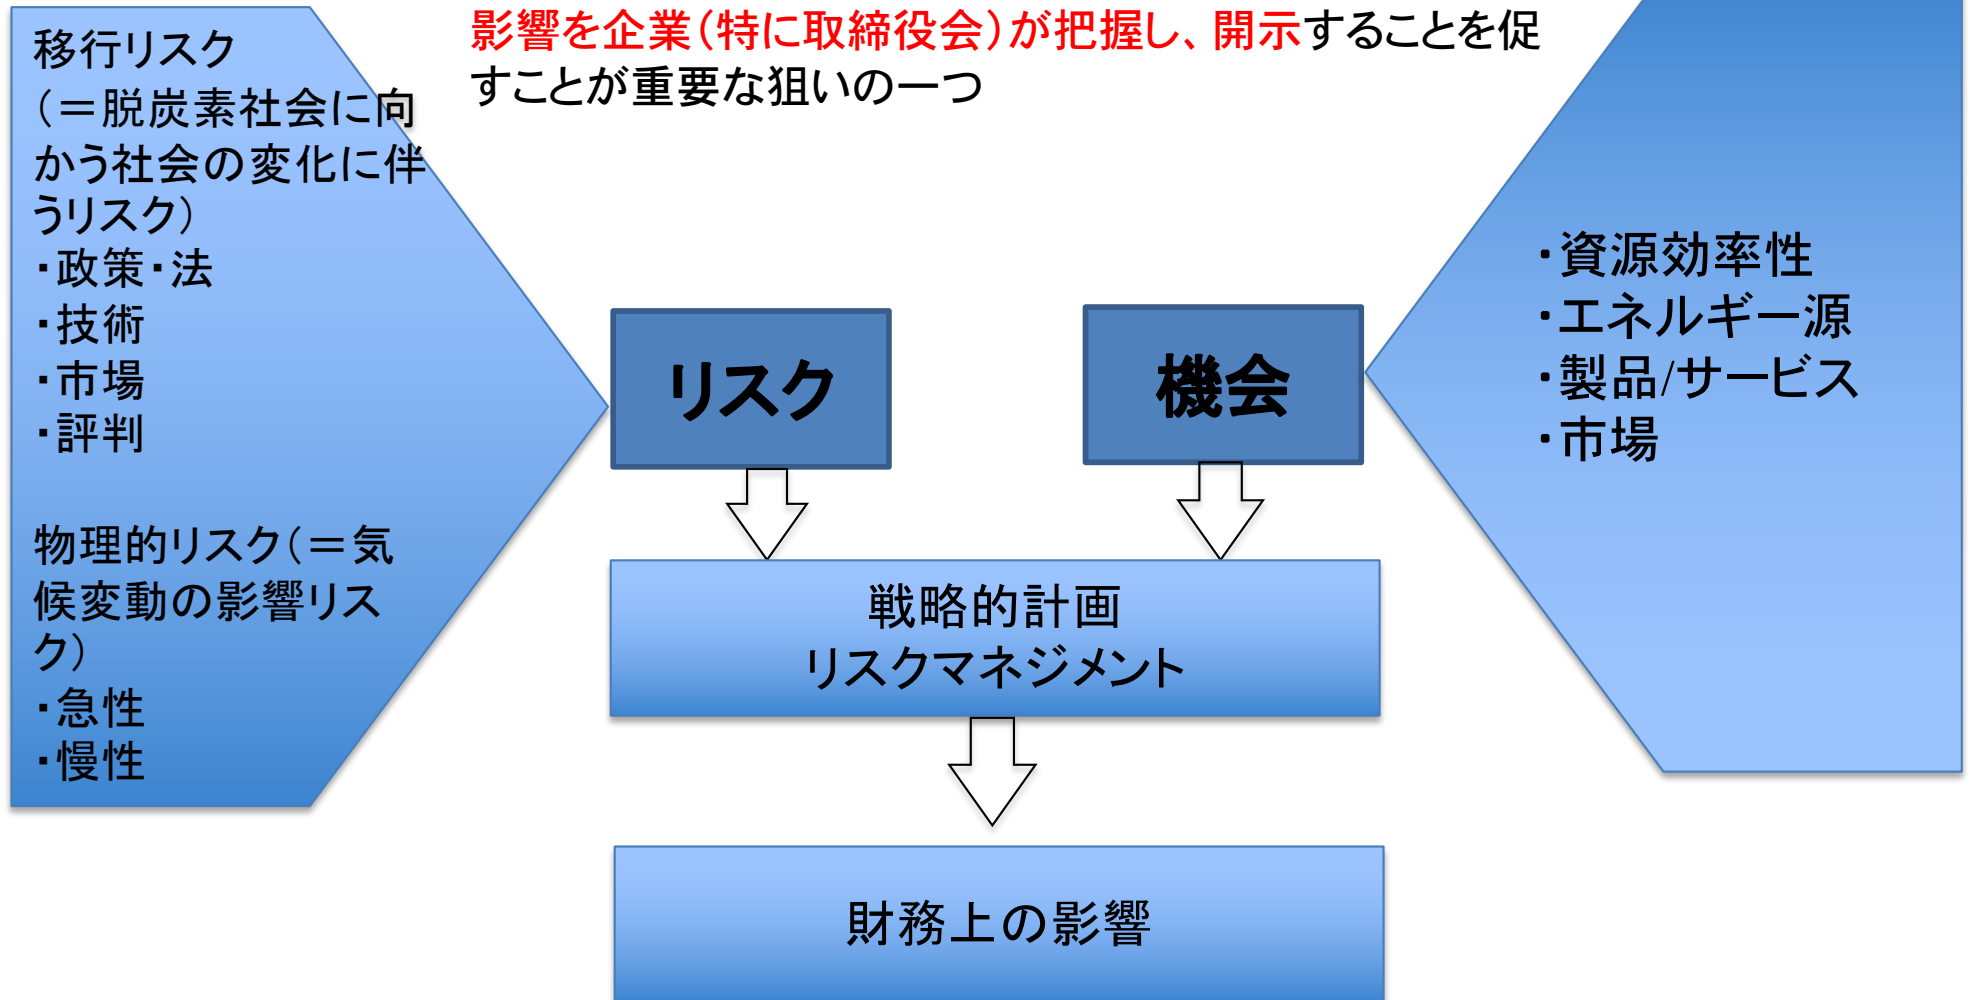 影響を企業（特に取締役会）が把握し、開示することを促
すことが重要な狙いの一つ
移行リスク
（＝脱炭素社会に向
かう社会の変化に伴
うリスク）
・政策・法
・技術
・市場
・評判
物理的リスク（＝気
候変動の影響リス
ク）
・急性
・慢性
リスク
機会
・資源効率性
・エネルギー源
・製品/サービス
・市場
戦略的計画
リスクマネジメント
財務上の影響